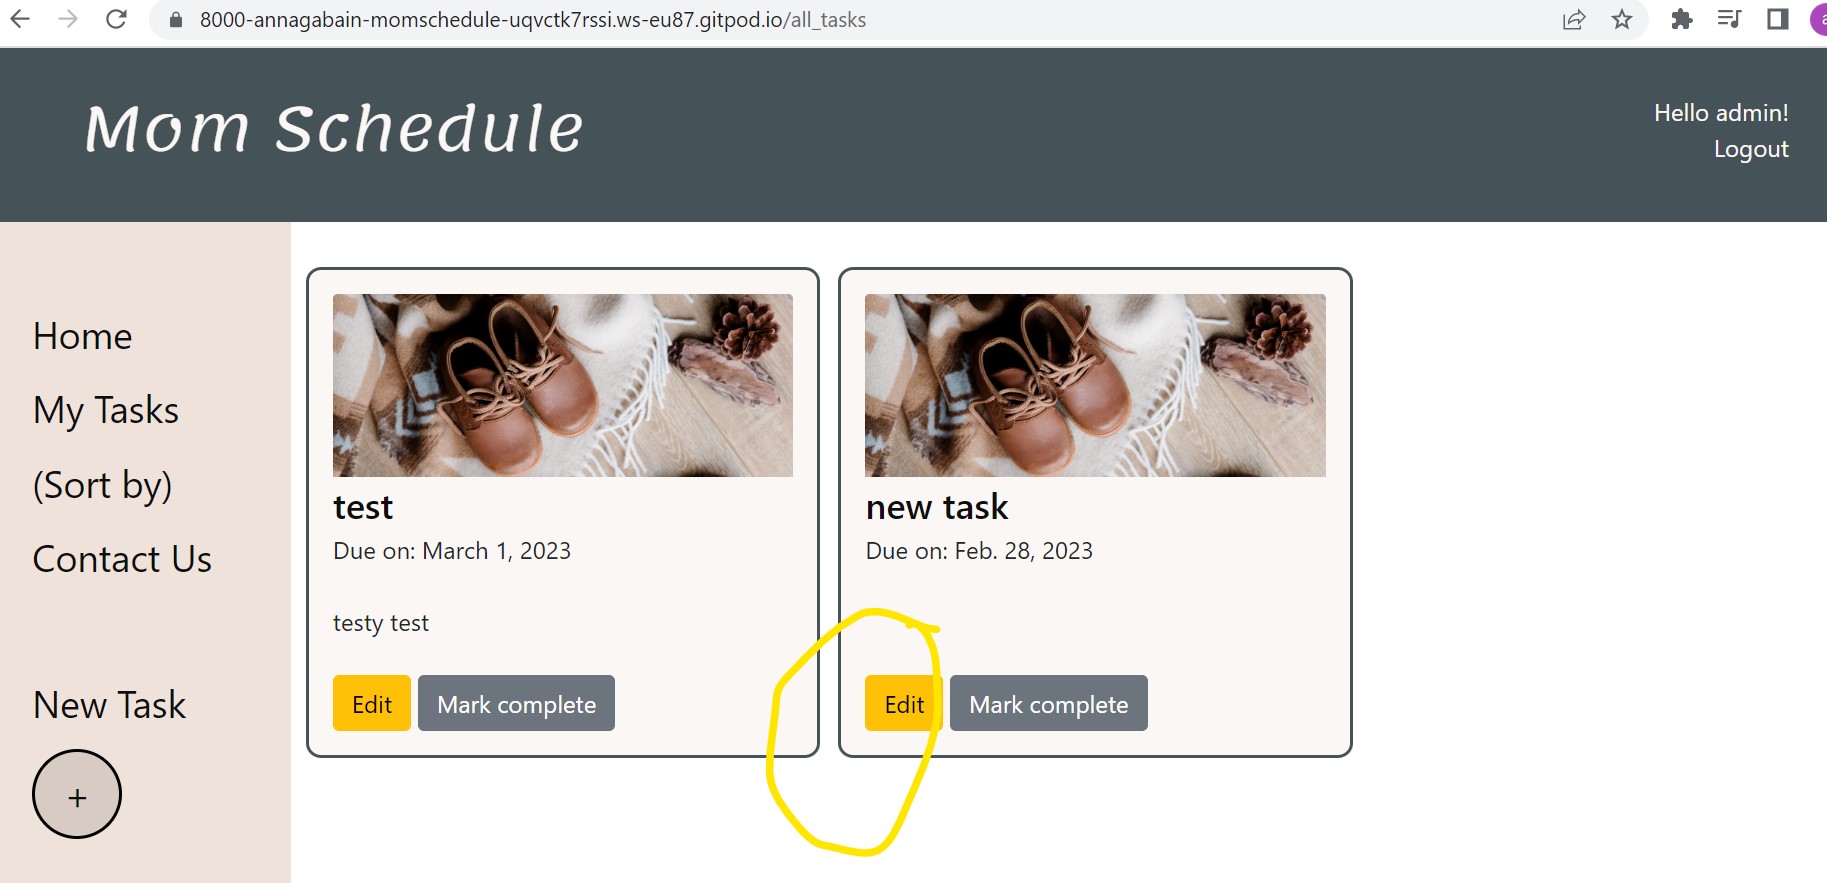 8000-annagabain-momschedule-uqvctk7rssi.ws-eu87.gitpod.io/all_tasks
a
Mom Schedule
Hello admin!
Logout
Home
My Tasks
(Sort by)
Contact Us
New Task
+
test
Due on: March 1, 2023
testy test
Edit
Mark complete
new task
Due on: Feb. 28, 2023
Edit
Mark complete